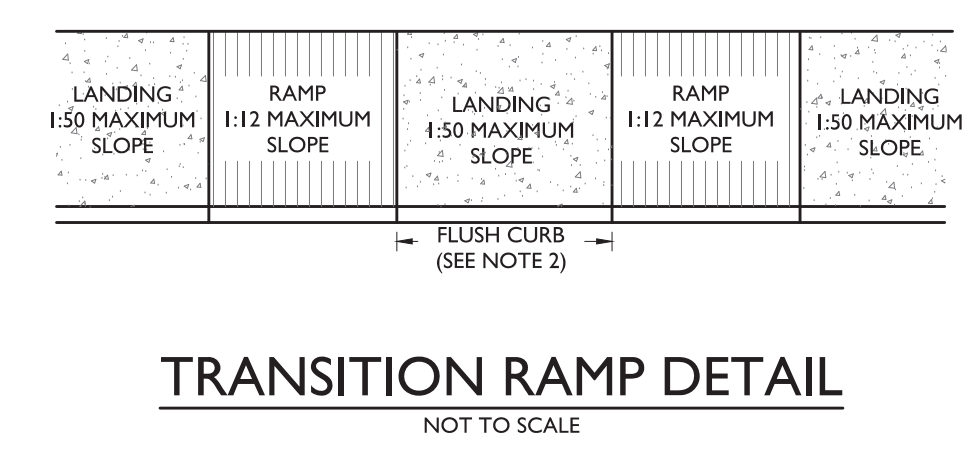 LANDING
1:50 MAXIMUM
SLOPE
RAMP
1:12 MAXIMUM
SLOPE
LANDING
1:50 MAXIMUM
SLOPE
RAMP
1:12 MAXIMUM
SLOPE
LANDING
1:50 MAXIMUM
SLOPE
FLUSH CURB
(SEE NOTE 2)
TRANSITION RAMP DETAIL
NOT TO SCALE